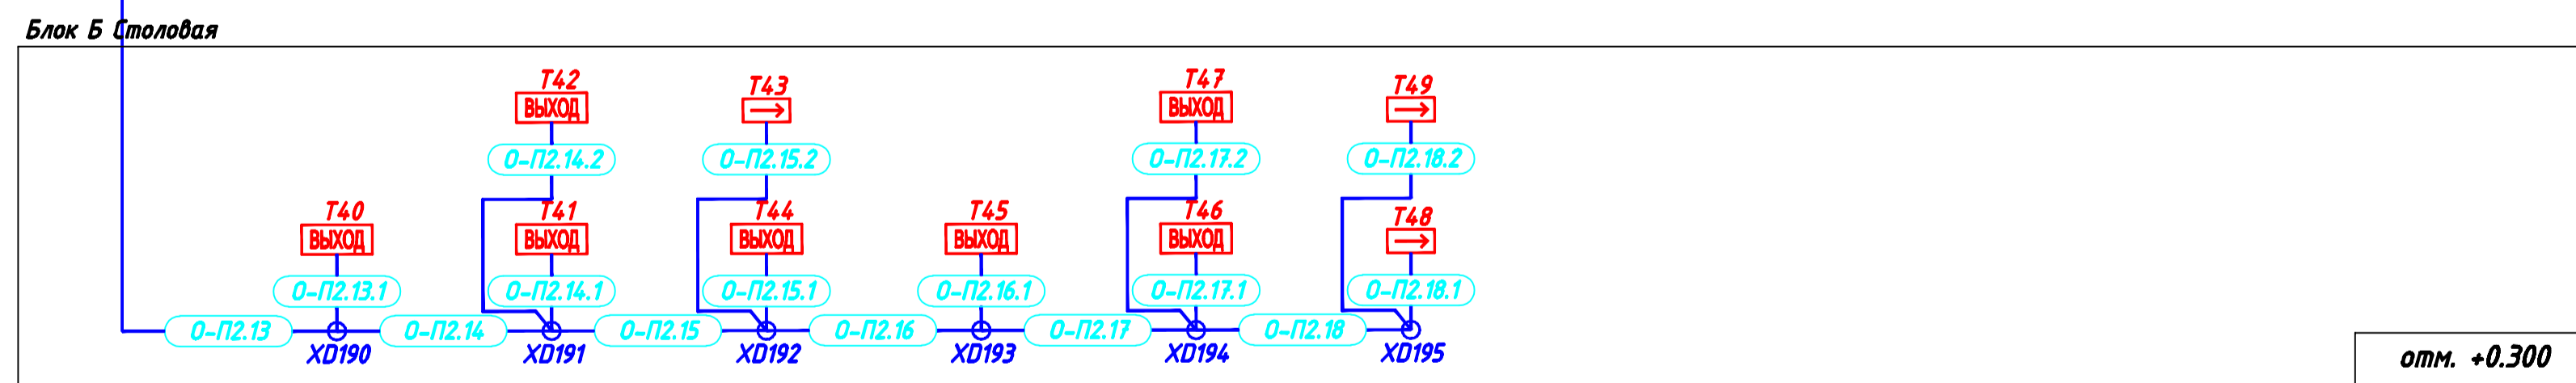 Блок Б Столовая
Т42
ВЫХОД
Т43
Т47
ВЫХОД
Т49
О-П2.14.2
О-П2.15.2
О-П2.17.2
О-П2.18.2
Т40
ВЫХОД
Т41
ВЫХОД
Т44
ВЫХОД
Т45
ВЫХОД
Т46
ВЫХОД
Т48
О-П2.13.1
О-П2.14.1
О-П2.15.1
О-П2.16.1
О-П2.17.1
О-П2.18.1
О-П2.13
О-П2.14
О-П2.15
О-П2.16
О-П2.17
О-П2.18
XD190
XD191
XD192
XD193
XD194
XD195
отм. +0.300